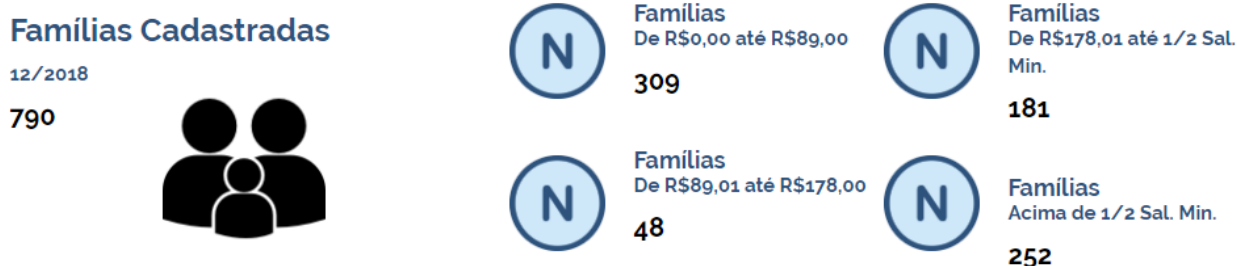 Famílias Cadastradas
12/2018
790
N
Famílias
De R$0,00 até R$89,00
309
N
Famílias
De R$89,01 até R$178,00
48
N
Famílias
De R$178,01 até 1/2 Sal.
Min.
181
N
Famílias
Acima de 1/2 Sal. Min.
252